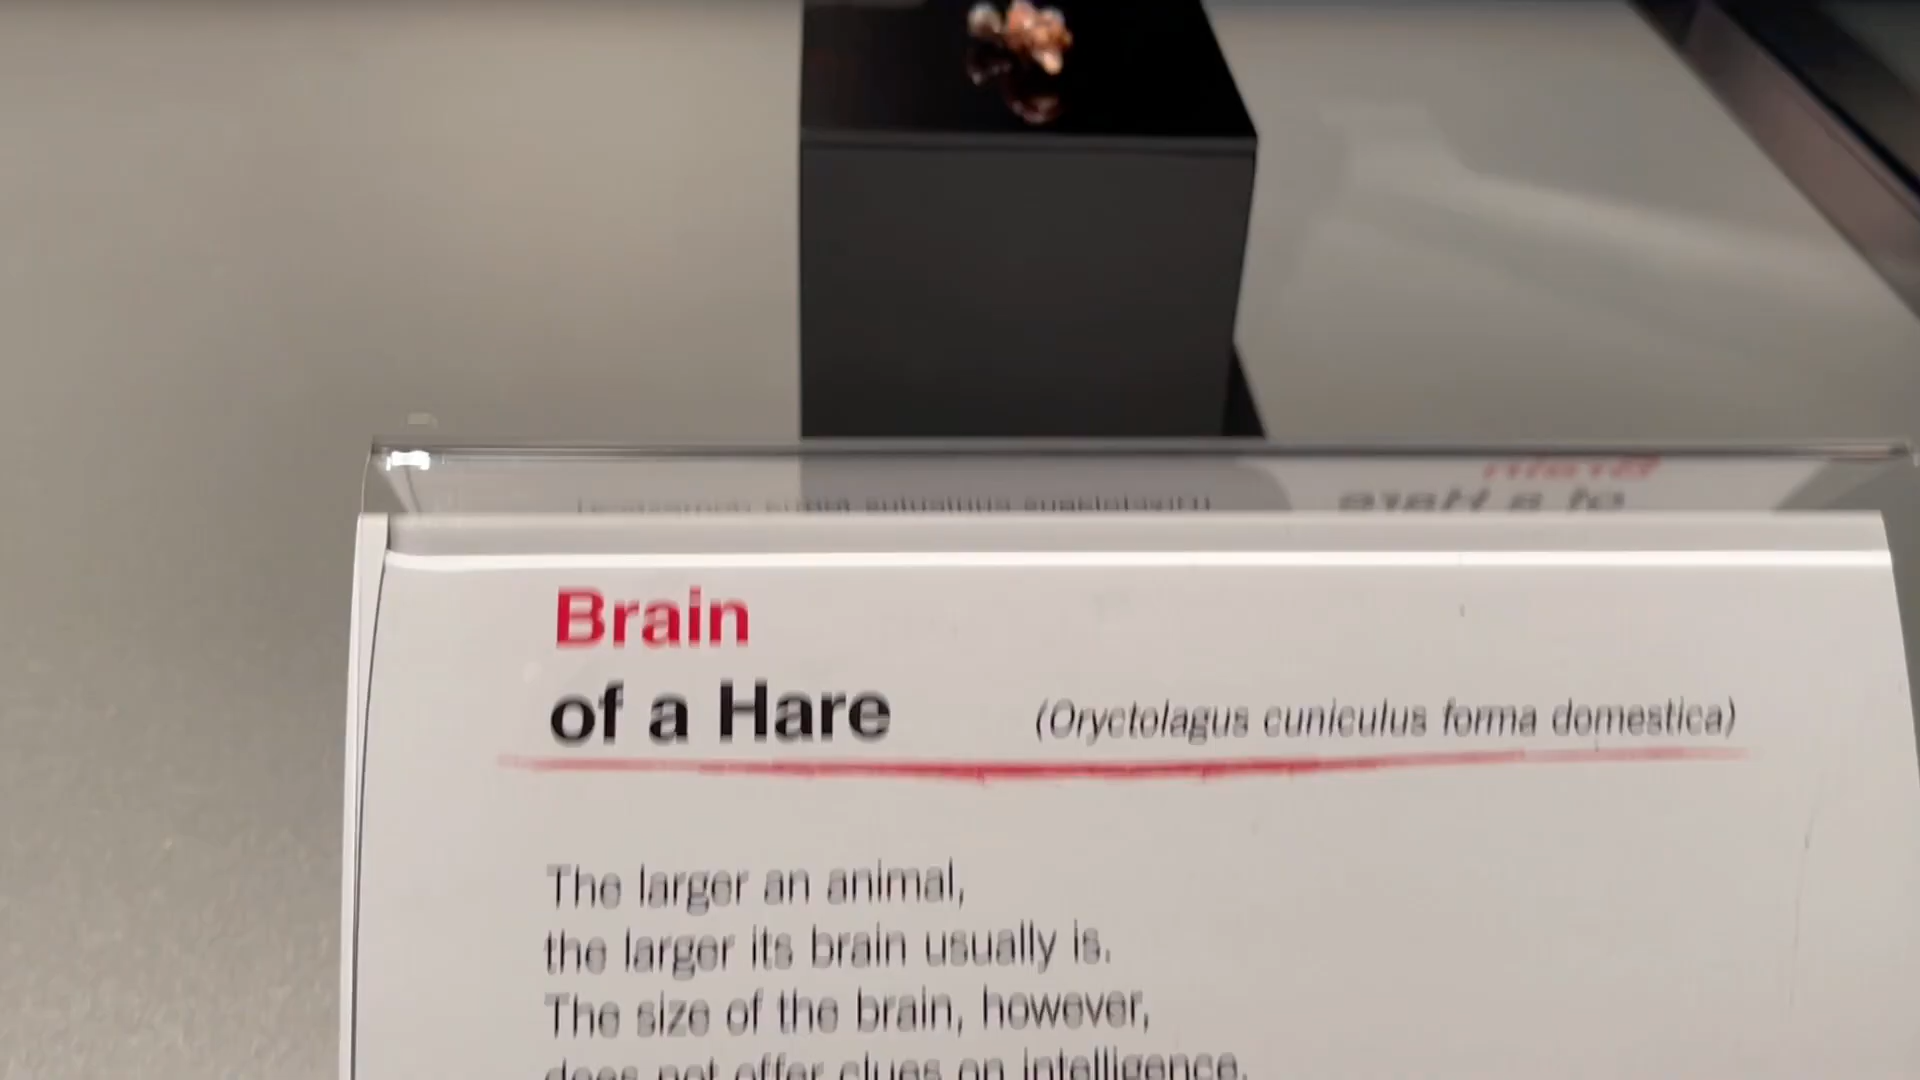 Brain
of a Hare (Oryctolagus cuniculus forma domestica)
The larger an animal,
the larger its brain usually is.
The size of the brain, however,
does not offer clues on intelligence.